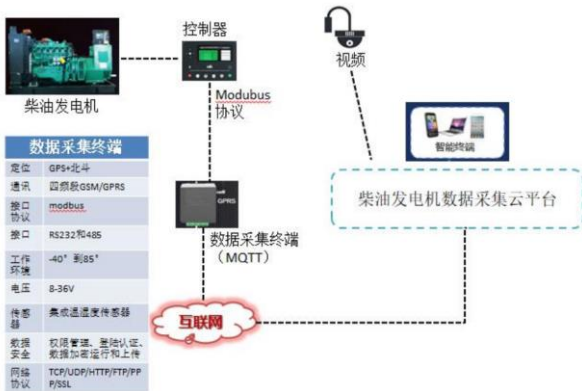 控制器
视频
柴油发电机
Modubus
协议
智能终端
数据采集终端
定位 GPS+北斗
通讯 四频段GSM/GPRS
接口
协议 modbus
接口 RS232和485
工作
环境 -40°到85°
电压 8-36V
传感
器 集成温湿度传感器
数据
安全 权限管理、登陆认证、
数据加密运行和上传
网络
协议 TCP/UDP/HTTP/FTP/PP
P/SSL
GPRS
数据采集终端
（MQTT）
柴油发电机数据采集云平台
互联网